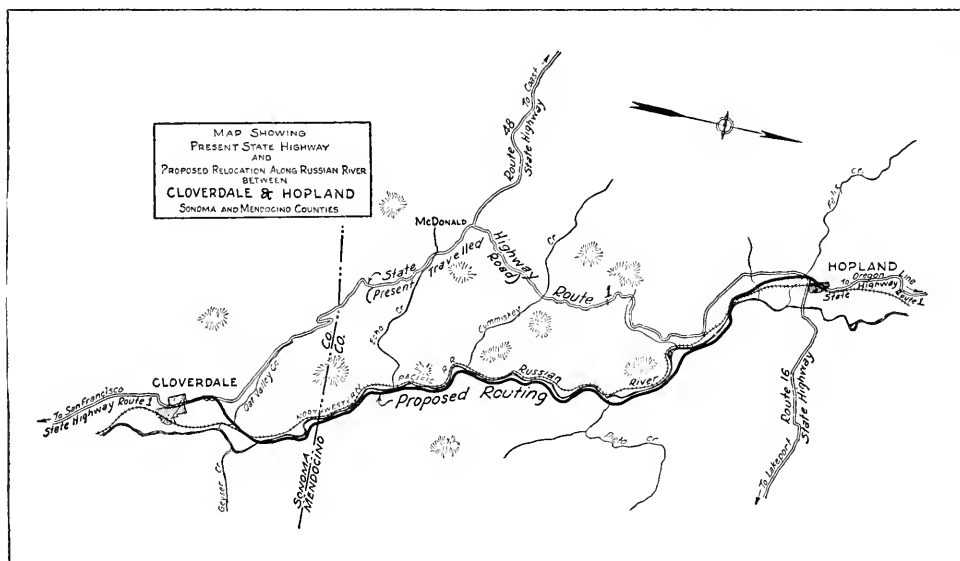 MAP SHOWING
PRESENT STATE HIGHWAY
AND
PROPOSED RELOCATION ALONG RUSSIAN RIVER
BETWEEN
CLOVERDALE & HOPLAND
SONOMA AND MENDOCINO COUNTIES
To Coast
Route 48
State Highway
McDONALD
State Highway Route 1
(Present Travelled Road)
Echo Cr.
Cummiskey Cr.
Co.
Co.
SONOMA
MENDOCINO
CLOVERDALE
Oat Valley Cr.
To San Francisco
State Highway Route 1
Geyser Cr.
NORTHWESTERN PACIFIC R. R.
Proposed Routing
Russian River
Pieto Cr.
Feliz Cr.
HOPLAND
To Oregon Line
State Highway Route 1
Route 16
State Highway
To Lakeport